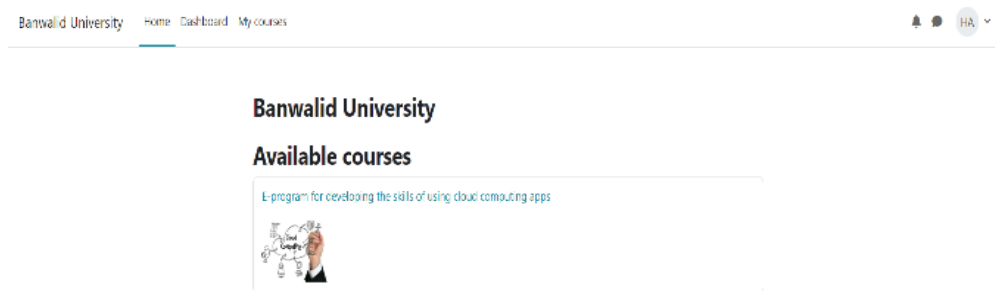 Banwalid University Home Dashboard My courses HA
Banwalid University
Available courses
E-program for developing the skills of using cloud computing apps